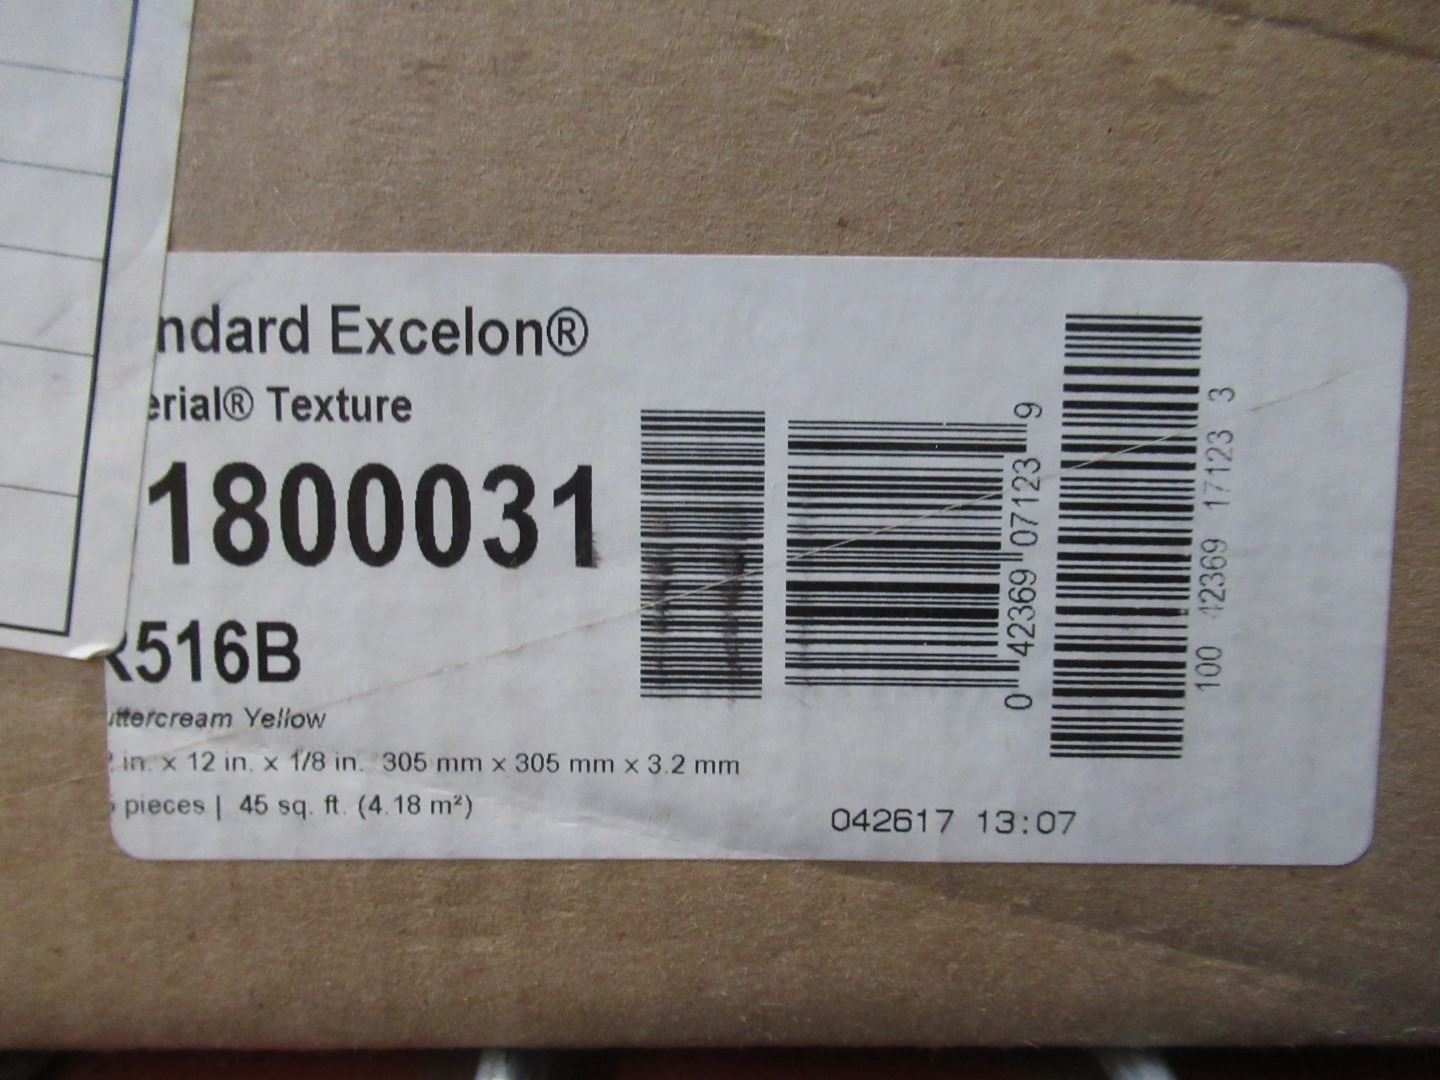 ndard Excelon®
erial® Texture
1800031
R516B
uttercream Yellow
in. x 12 in. x 1/8 in. 305 mm x 305 mm x 3.2 mm
pieces | 45 sq. ft. (4.18 m²)
042617 13:07
0 42369 07123 9
100 42369 17123 3